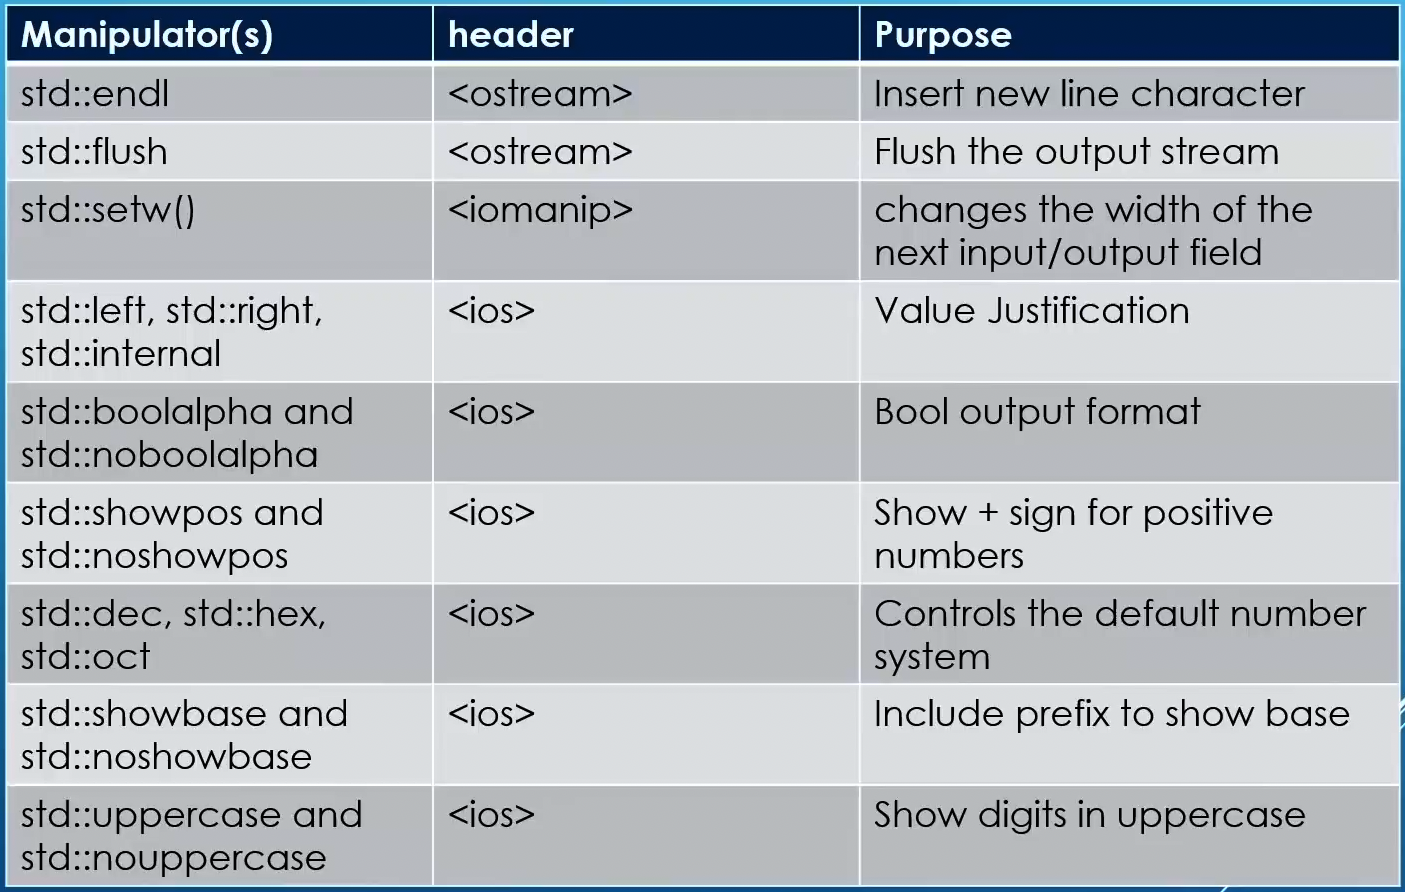 Manipulator(s) header Purpose
std::endl <ostream> Insert new line character
std::flush <ostream> Flush the output stream
std::setw() <iomanip> changes the width of the
next input/output field
std::left, std::right, <ios> Value Justification
std::internal
std::boolalpha and <ios> Bool output format
std::noboolalpha
std::showpos and <ios> Show + sign for positive
std::noshowpos numbers
std::dec, std::hex, <ios> Controls the default number
std::oct system
std::showbase and <ios> Include prefix to show base
std::noshowbase
std::uppercase and <ios> Show digits in uppercase
std::nouppercase